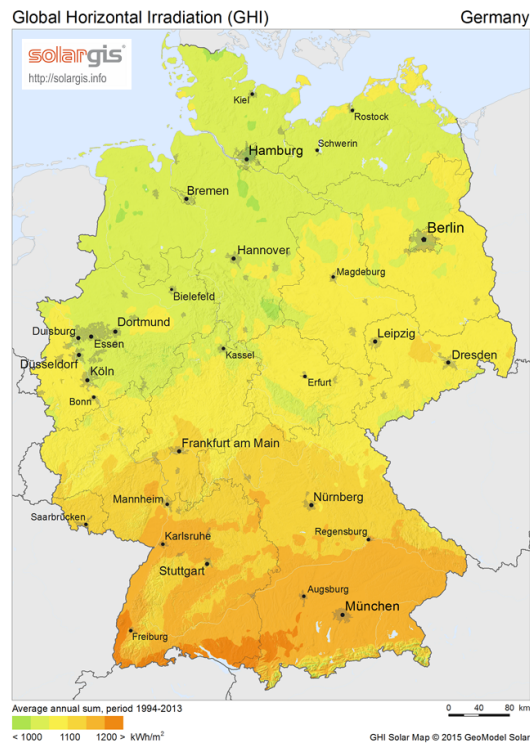 Global Horizontal Irradiation (GHI) Germany
solargis
http://solargis.info
Kiel
Rostock
Schwerin
Hamburg
Bremen
Berlin
Hannover
Magdeburg
Bielefeld
Dortmund
Duisburg
Essen
Leipzig
Kassel
Dresden
Düsseldorf
Köln
Erfurt
Bonn
Frankfurt am Main
Mannheim
Nürnberg
Saarbrücken
Karlsruhe
Regensburg
Stuttgart
Augsburg
München
Freiburg
Average annual sum, period 1994-2013
0 40 80 km
< 1000 1100 1200 > kWh/m²
GHI Solar Map © 2015 GeoModel Solar